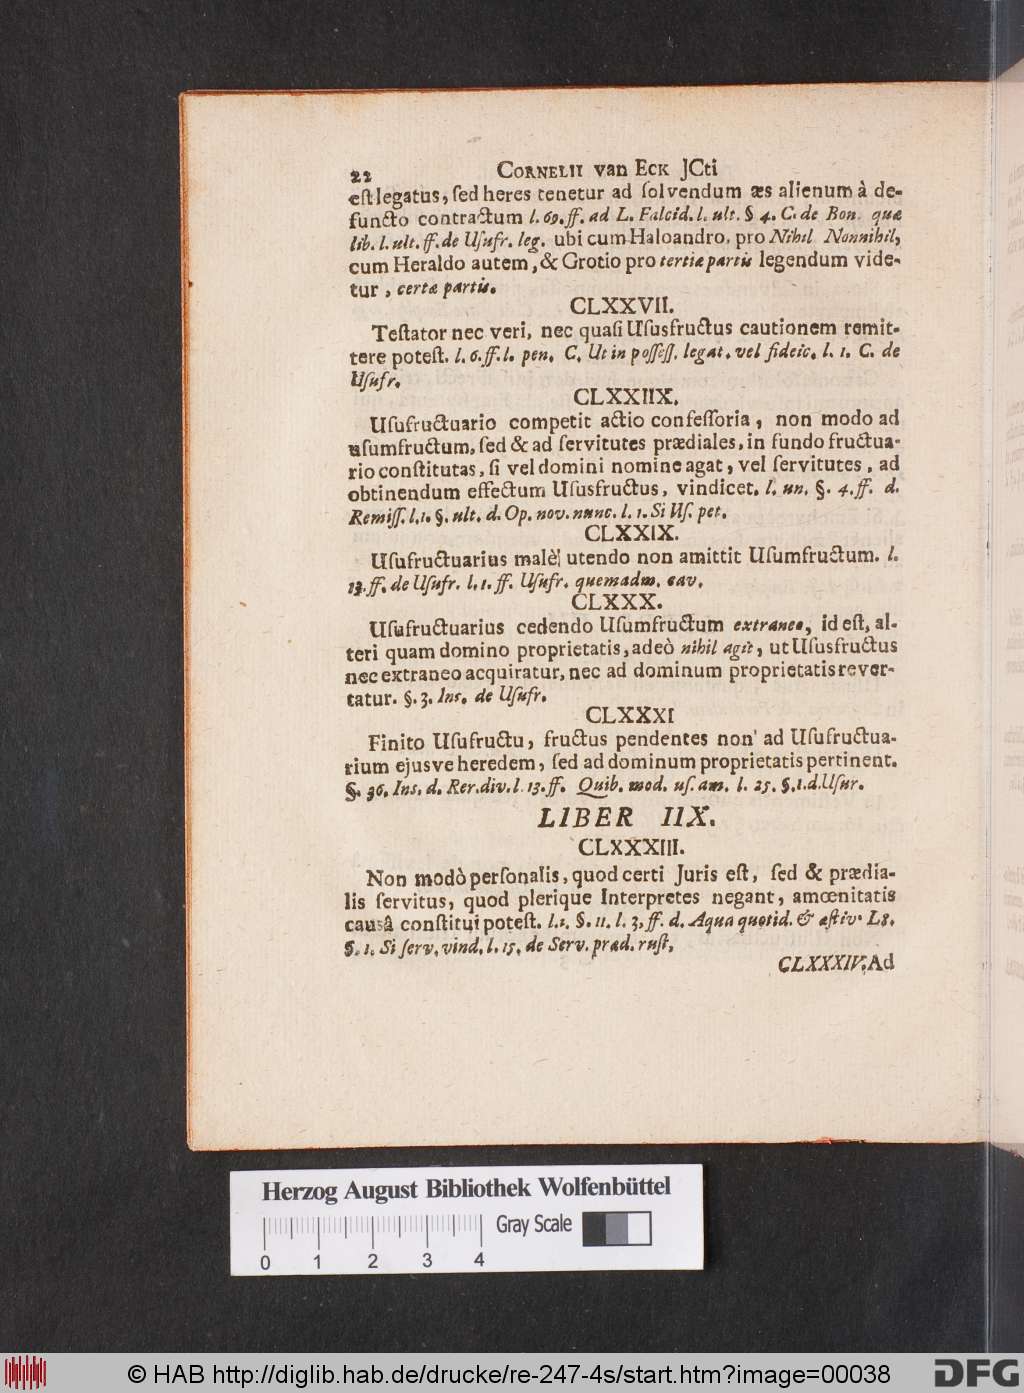 22 CORNELII van ECK JCti
est legatus, sed heres tenetur ad solvendum æs alienum à de-
functo contractum l. 69. ff. ad L. Falcid. l. ult. § 4. C. de Bon. quæ
lib. l. ult. ff. de Usufr. leg. ubi cum Haloandro, pro Nihil Nonnihil,
cum Heraldo autem, & Grotio pro tertiæ partis legendum vide-
tur, certæ partis.
CLXXVII.
Testator nec veri, nec quasi Ususfructus cautionem remit-
tere potest. l. 6. ff. l. pen. C. Ut in possess. legat. vel fideic. l. 1. C. de
Usufr.
CLXXIIX.
Usufructuario competit actio confessoria, non modo ad
usumfructum, sed & ad servitutes prædiales, in fundo fructua-
rio constitutas, si vel domini nomine agat, vel servitutes, ad
obtinendum effectum Ususfructus, vindicet. l. un. §. 4. ff. d.
Remiss. l. 1. §. ult. d. Op. nov. nunc. l. 1. Si Us. pet.
CLXXIX.
Usufructuarius malè utendo non amittit Usumfructum. l.
13. ff. de Usufr. l. 1. ff. Usufr. quemadm. cav.
CLXXX.
Usufructuarius cedendo Usumfructum extraneo, id est, al-
teri quam domino proprietatis, adeò nihil agit, ut Ususfructus
nec extraneo acquiratur, nec ad dominum proprietatis rever-
tatur. §. 3. Ins. de Usufr.
CLXXXI
Finito Usufructu, fructus pendentes non ad Usufructua-
rium ejusve heredem, sed ad dominum proprietatis pertinent.
§. 36. Ins. d. Rer. div. l. 13. ff. Quib. mod. us. am. l. 25. §. 1. d. Usur.
LIBER IIX.
CLXXXIII.
Non modò personalis, quod certi Juris est, sed & prædia-
lis servitus, quod plerique Interpretes negant, amœnitatis
causâ constitui potest. l. 1. §. 11. l. 3. ff. d. Aqua quotid. & æstiv. L 8.
§. 1. Si serv. vind. l. 15. de Serv. præd. rust.
CLXXXIV. Ad
Herzog August Bibliothek Wolfenbüttel
Gray Scale
0 1 2 3 4
© HAB http://diglib.hab.de/drucke/re-247-4s/start.htm?image=00038
DFG